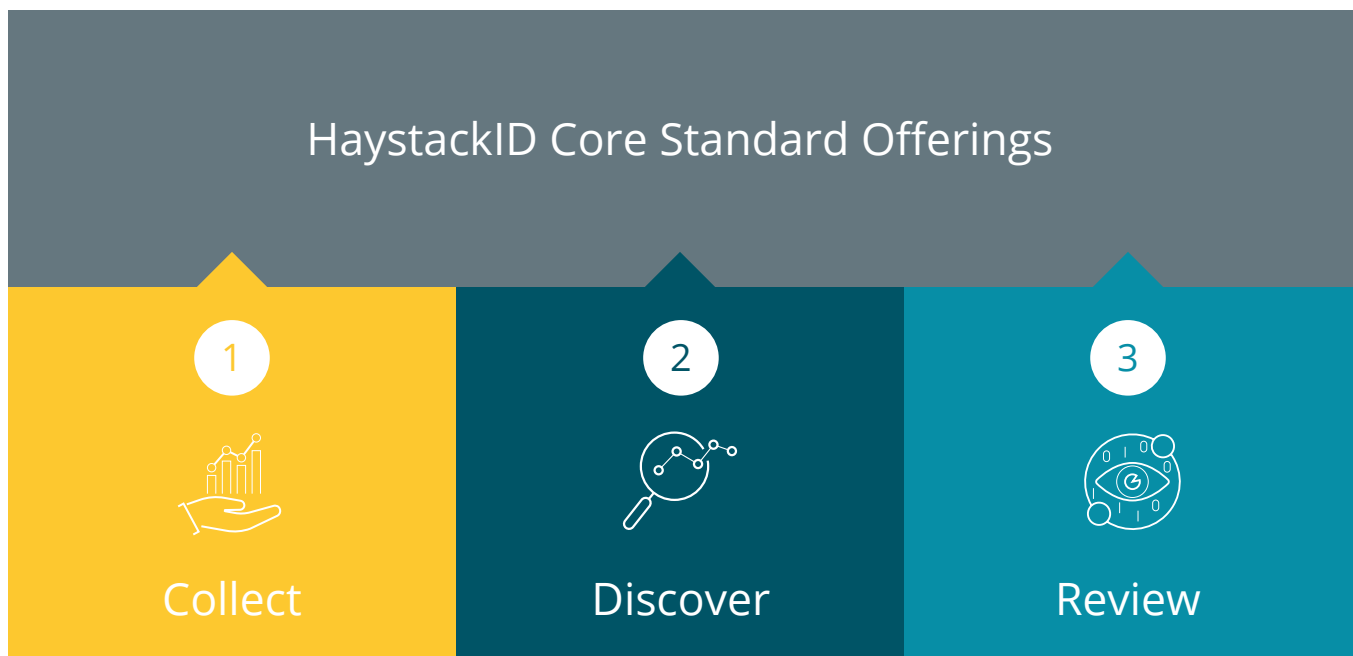 HaystackID Core Standard Offerings
1
2
3
Collect
Discover
Review